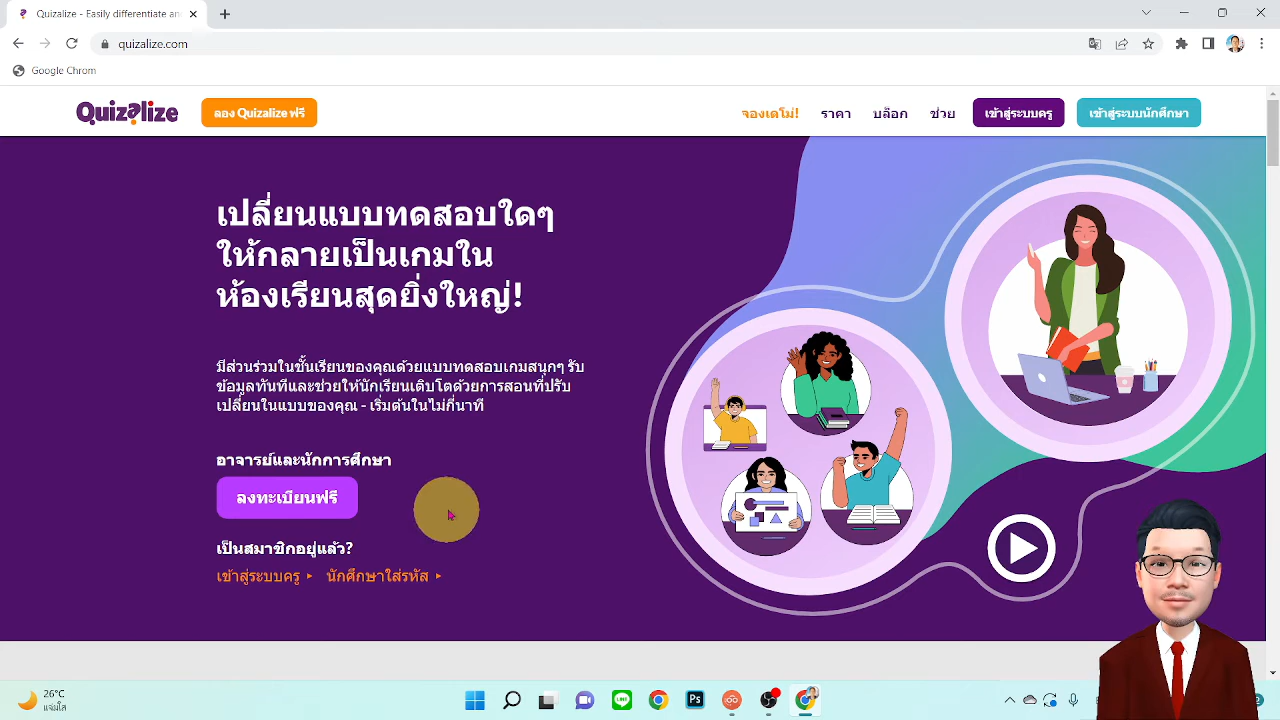 Quizalize - Easily differentiate an
quizalize.com
Google Chrom
Quizalize
ลอง Quizalize ฟรี
จองเดโม่!
ราคา
บล็อก
ช่วย
เข้าสู่ระบบครู
เข้าสู่ระบบนักศึกษา
เปลี่ยนแบบทดสอบใดๆ
ให้กลายเป็นเกมใน
ห้องเรียนสุดยิ่งใหญ่!
มีส่วนร่วมในชั้นเรียนของคุณด้วยแบบทดสอบเกมสนุกๆ รับ
ข้อมูลทันทีและช่วยให้นักเรียนเติบโตด้วยการสอนที่ปรับ
เปลี่ยนในแบบของคุณ - เริ่มต้นในไม่กี่นาที
อาจารย์และนักการศึกษา
ลงทะเบียนฟรี
เป็นสมาชิกอยู่แล้ว?
เข้าสู่ระบบครู
นักศึกษาใส่รหัส
26°C
แจ่มใส
Ps